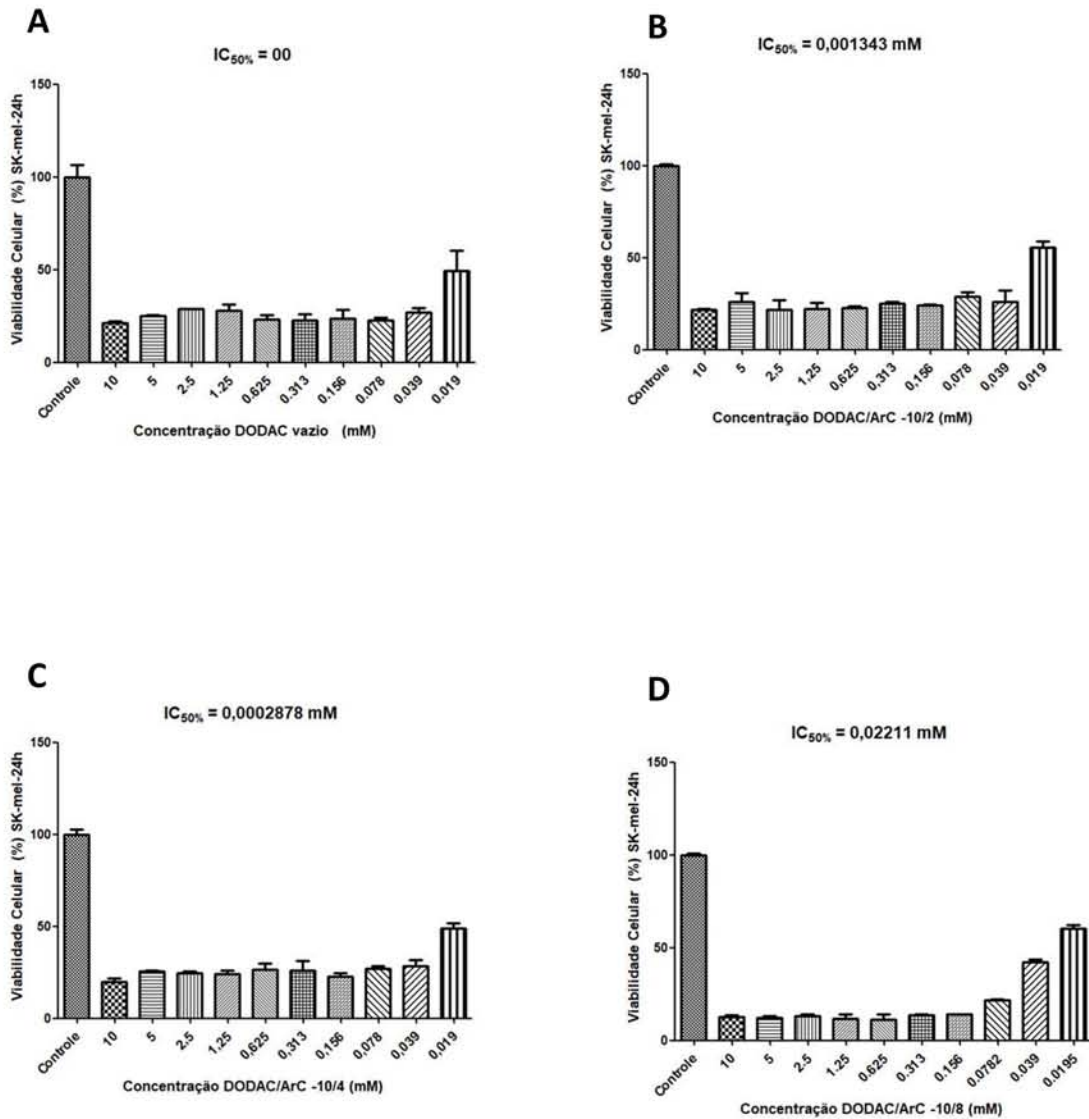 A
IC50% = 00
Viabilidade Celular (%) SK-mel-24h
150
100
50
0
Controle 10 5 2.5 1.25 0.625 0.313 0.156 0.078 0.039 0.019
Concentração DODAC vazio (mM)
B
IC50% = 0,001343 mM
Viabilidade Celular (%) SK-mel-24h
150
100
50
0
Controle 10 5 2.5 1.25 0.625 0,313 0.156 0,078 0,039 0,019
Concentração DODAC/ArC -10/2 (mM)
C
IC50% = 0,0002878 mM
Viabilidade Celular (%) SK-mel-24h
150
100
50
0
Controle 10 5 2.5 1.25 0.625 0,313 0.156 0,078 0,039 0,019
Concentração DODAC/ArC -10/4 (mM)
D
IC50% = 0,02211 mM
Viabilidade Celular (%) SK-mel-24h
150
100
50
0
Controle 10 5 2.5 1.25 0.625 0.313 0.156 0.0782 0.039 0.0195
Concentração DODAC/ArC -10/8 (mM)